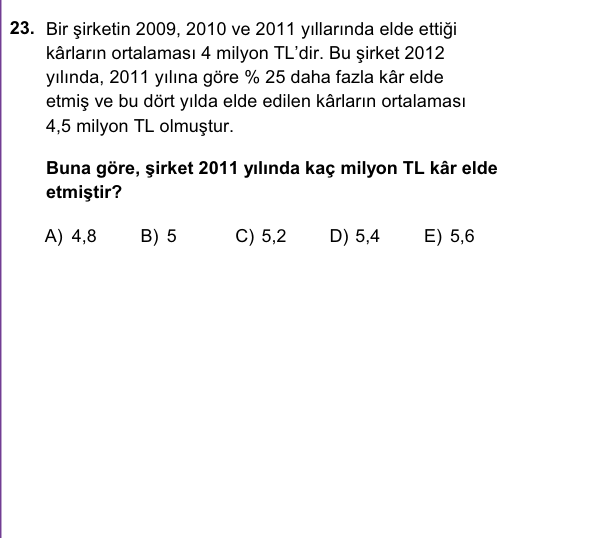 23. Bir şirketin 2009, 2010 ve 2011 yıllarında elde ettiği
kârların ortalaması 4 milyon TL'dir. Bu şirket 2012
yılında, 2011 yılına göre % 25 daha fazla kâr elde
etmiş ve bu dört yılda elde edilen kârların ortalaması
4,5 milyon TL olmuştur.
Buna göre, şirket 2011 yılında kaç milyon TL kâr elde
etmiştir?
A) 4,8 B) 5 C) 5,2 D) 5,4 E) 5,6